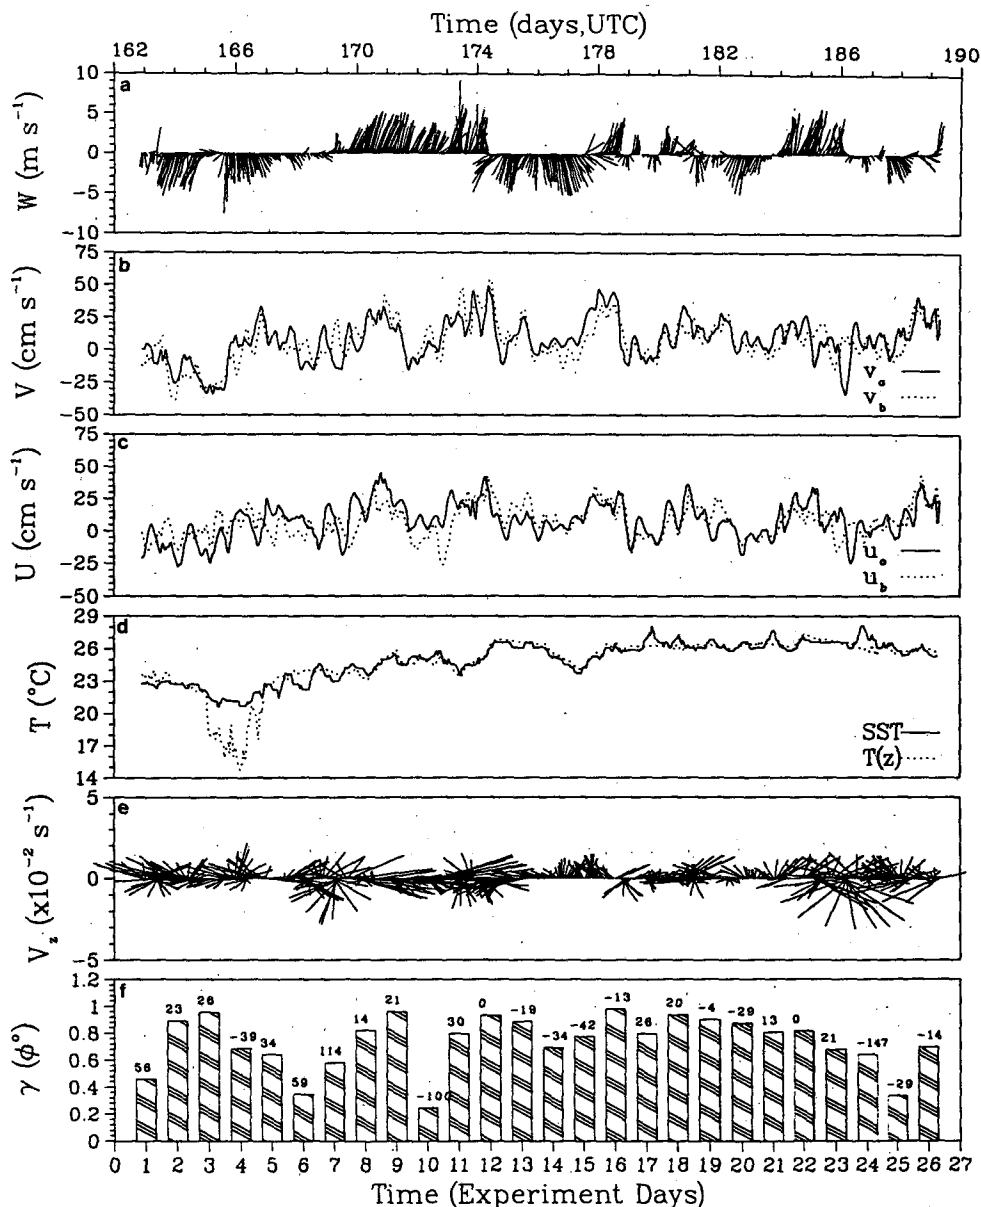 Time (days,UTC)
162 166 170 174 178 182 186 190
a
W (m s⁻¹)
10
5
0
-5
-10
b
V (cm s⁻¹)
75
50
25
0
-25
-50
Vₒ
V_b
c
U (cm s⁻¹)
75
50
25
0
-25
-50
uₒ
u_b
d
T (°C)
29
26
23
20
17
14
SST
T(z)
e
V_z (x10⁻² s⁻¹)
5
0
-5
f
γ (ϕ°)
1.2
1
0.8
0.6
0.4
0.2
0
56 23 26 -39 34 59 114 14 21 -100 30 0 -19 -34 -42 -13 26 20 -4 -29 13 0 21 -147 -29 -14
0 1 2 3 4 5 6 7 8 9 10 11 12 13 14 15 16 17 18 19 20 21 22 23 24 25 26 27
Time (Experiment Days)